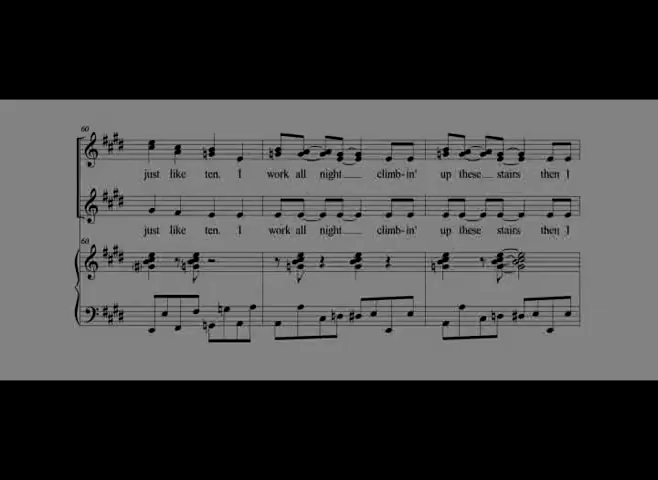 60
just like ten. I work all night climb-in' up these stairs then I
just like ten. I work all night climb-in' up these stairs then I
60